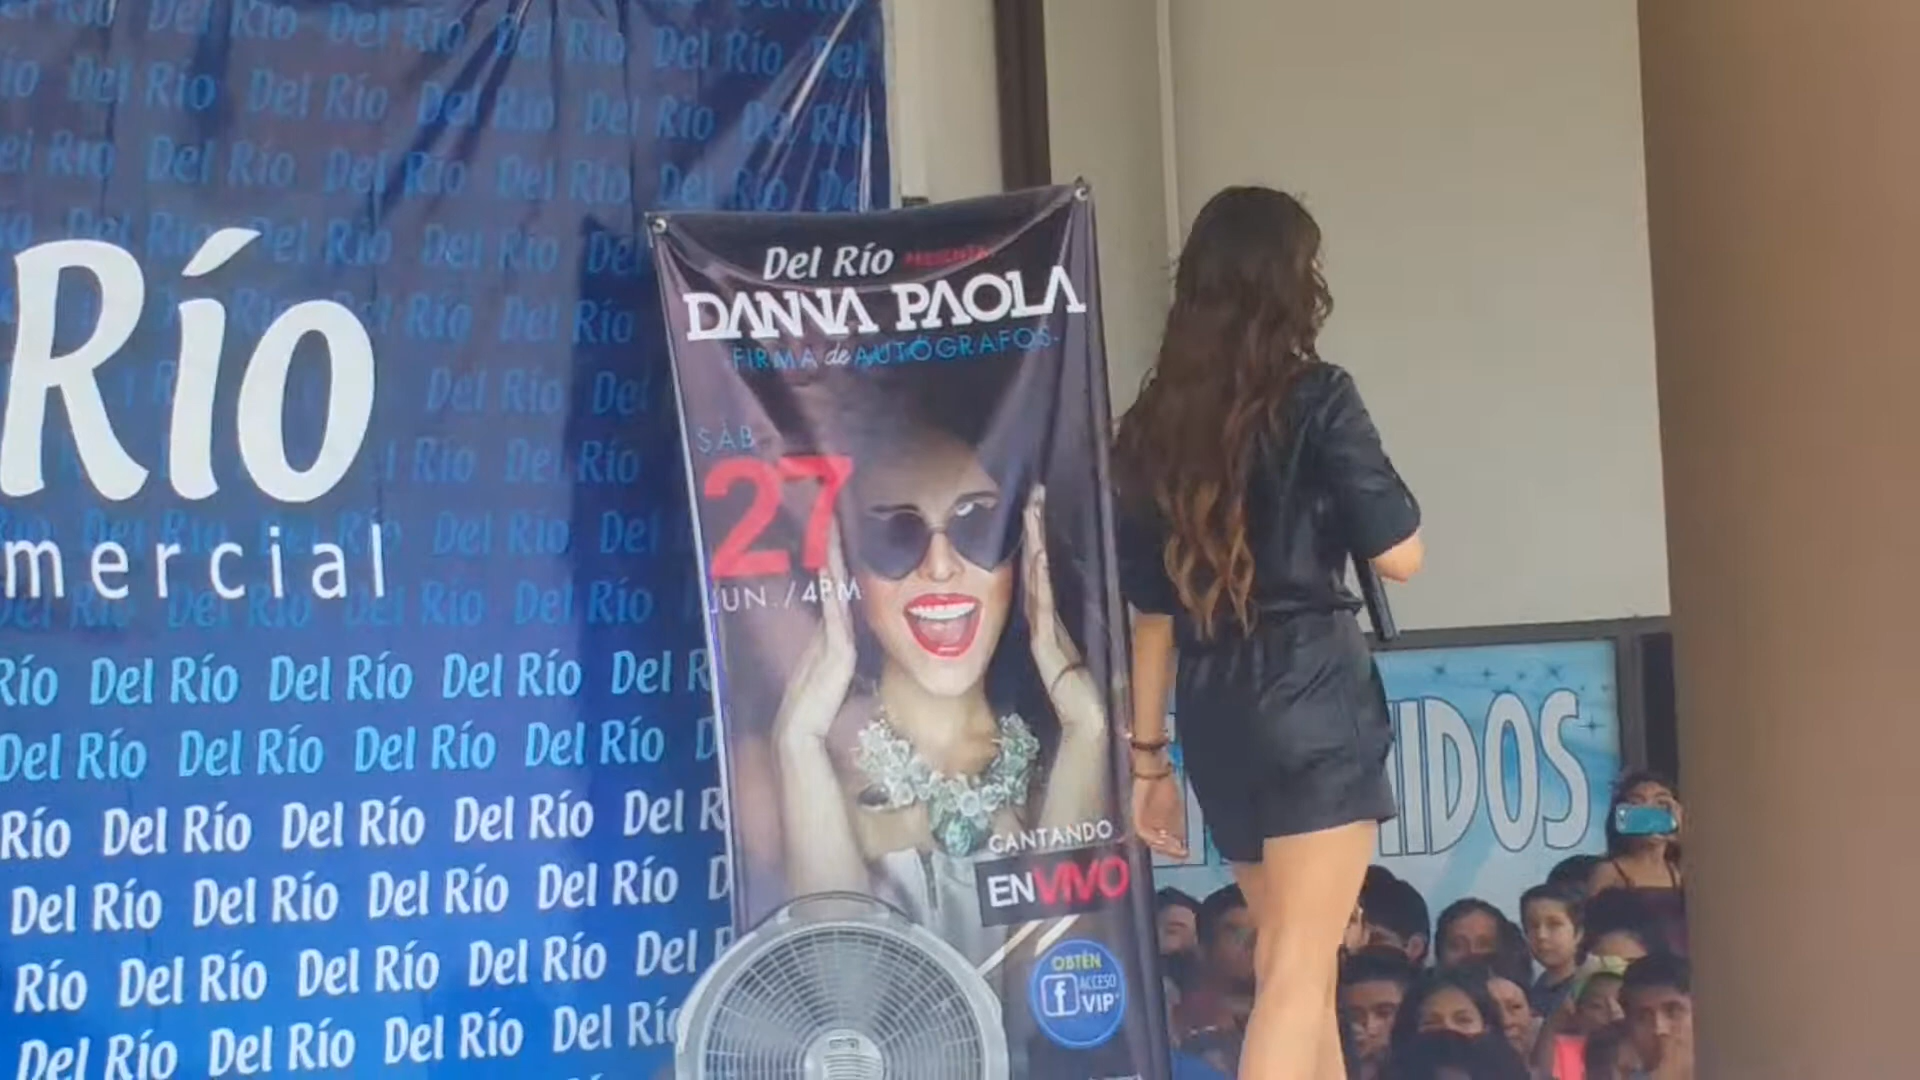 Río
mercial
Del Río PRESENTA:
DANNA PAOLA
FIRMA de AUTÓGRAFOS
SÁB
27
JUN./4PM
CANTANDO
EN VIVO
OBTÉN
f ACCESO
VIP
IDOS
Del Río Del Río Del Río Del Río Del
Río Del Río Del Río Del Río Del R
Del Río Del Río Del Río Del Río D
Río Del Río Del Río Del Río Del R
Del Río Del Río Del Río Del Río D
Río Del Río Del Río Del Río Del
Del Río Del Río Del Río Del Río